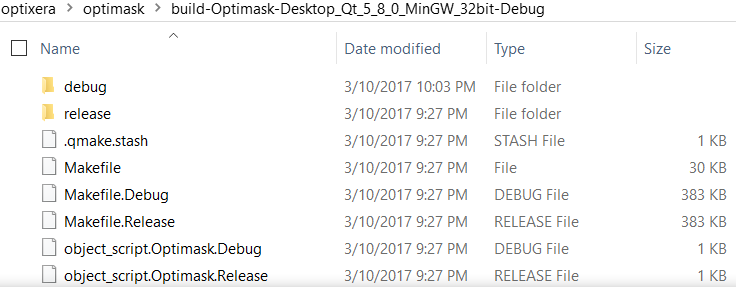 optixera > optimask > build-Optimask-Desktop_Qt_5_8_0_MinGW_32bit-Debug
Name Date modified Type Size
debug 3/10/2017 10:03 PM File folder
release 3/10/2017 9:27 PM File folder
.qmake.stash 3/10/2017 9:27 PM STASH File 1 KB
Makefile 3/10/2017 9:27 PM File 30 KB
Makefile.Debug 3/10/2017 9:27 PM DEBUG File 383 KB
Makefile.Release 3/10/2017 9:27 PM RELEASE File 383 KB
object_script.Optimask.Debug 3/10/2017 9:27 PM DEBUG File 1 KB
object_script.Optimask.Release 3/10/2017 9:27 PM RELEASE File 1 KB